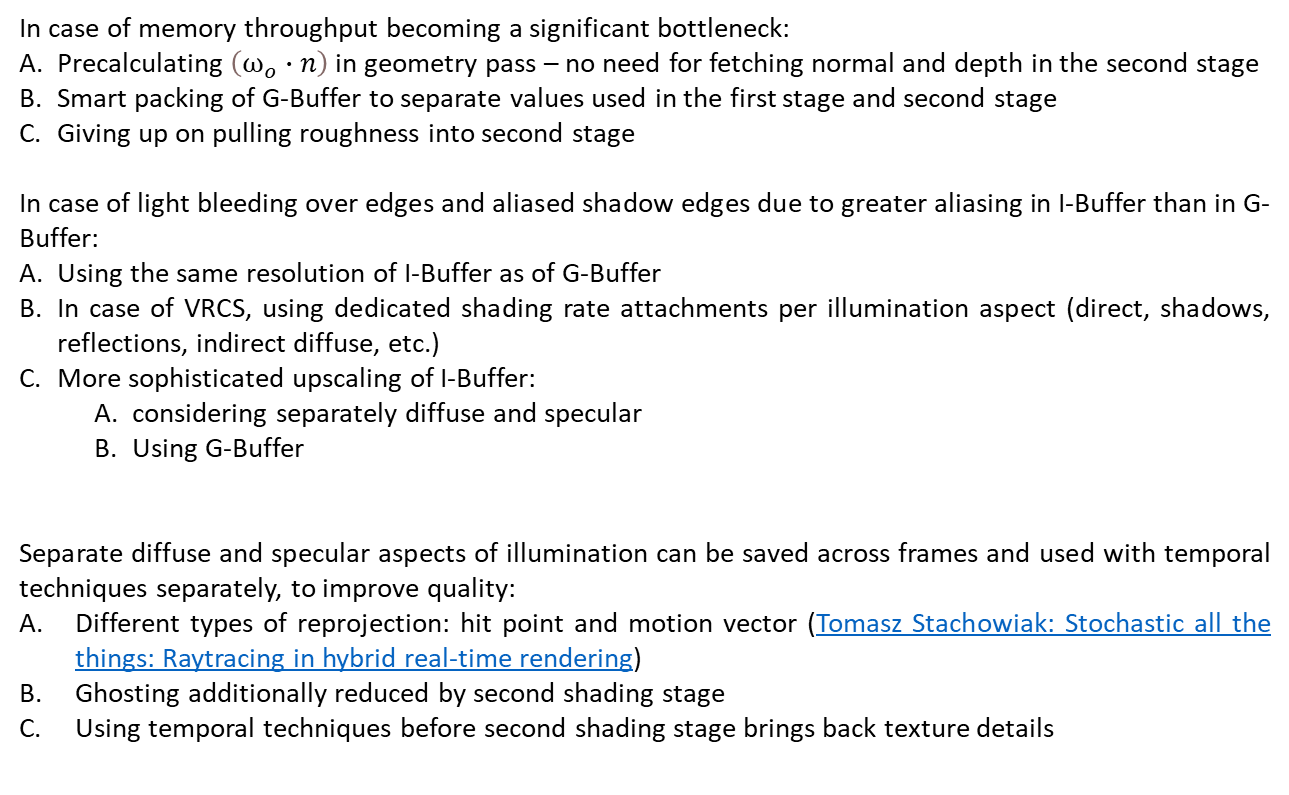 In case of memory throughput becoming a significant bottleneck:
A. Precalculating (ω𝑜 · 𝑛) in geometry pass – no need for fetching normal and depth in the second stage
B. Smart packing of G-Buffer to separate values used in the first stage and second stage
C. Giving up on pulling roughness into second stage
In case of light bleeding over edges and aliased shadow edges due to greater aliasing in I-Buffer than in G-
Buffer:
A. Using the same resolution of I-Buffer as of G-Buffer
B. In case of VRCS, using dedicated shading rate attachments per illumination aspect (direct, shadows,
reflections, indirect diffuse, etc.)
C. More sophisticated upscaling of I-Buffer:
A. considering separately diffuse and specular
B. Using G-Buffer
Separate diffuse and specular aspects of illumination can be saved across frames and used with temporal
techniques separately, to improve quality:
A. Different types of reprojection: hit point and motion vector (Tomasz Stachowiak: Stochastic all the
things: Raytracing in hybrid real-time rendering)
B. Ghosting additionally reduced by second shading stage
C. Using temporal techniques before second shading stage brings back texture details